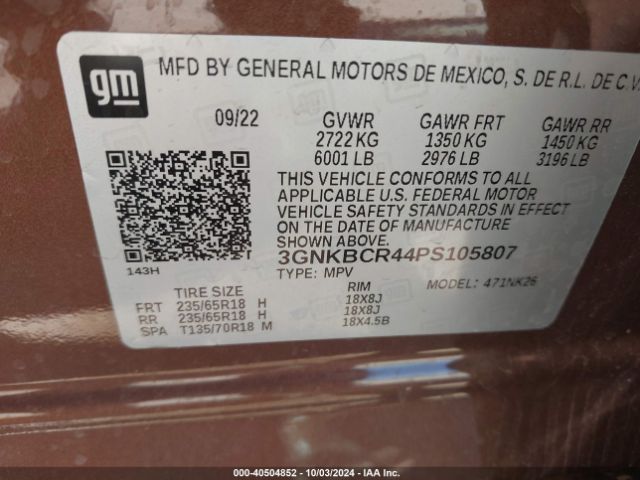 gm
MFD BY GENERAL MOTORS DE MEXICO, S. DE R.L. DE C.V.
09/22 GVWR GAWR FRT GAWR RR
2722 KG 1350 KG 1450 KG
6001 LB 2976 LB 3196 LB
THIS VEHICLE CONFORMS TO ALL
APPLICABLE U.S. FEDERAL MOTOR
VEHICLE SAFETY STANDARDS IN EFFECT
ON THE DATE OF MANUFACTURE
SHOWN ABOVE.
143H
3GNKBCR44PS105807
TYPE: MPV MODEL: 471NK26
TIRE SIZE RIM
FRT 235/65R18 H 18X8J
RR 235/65R18 H 18X8J
SPA T135/70R18 M 18X4.5B
000-40504852 | 10/03/2024 | IAA Inc.